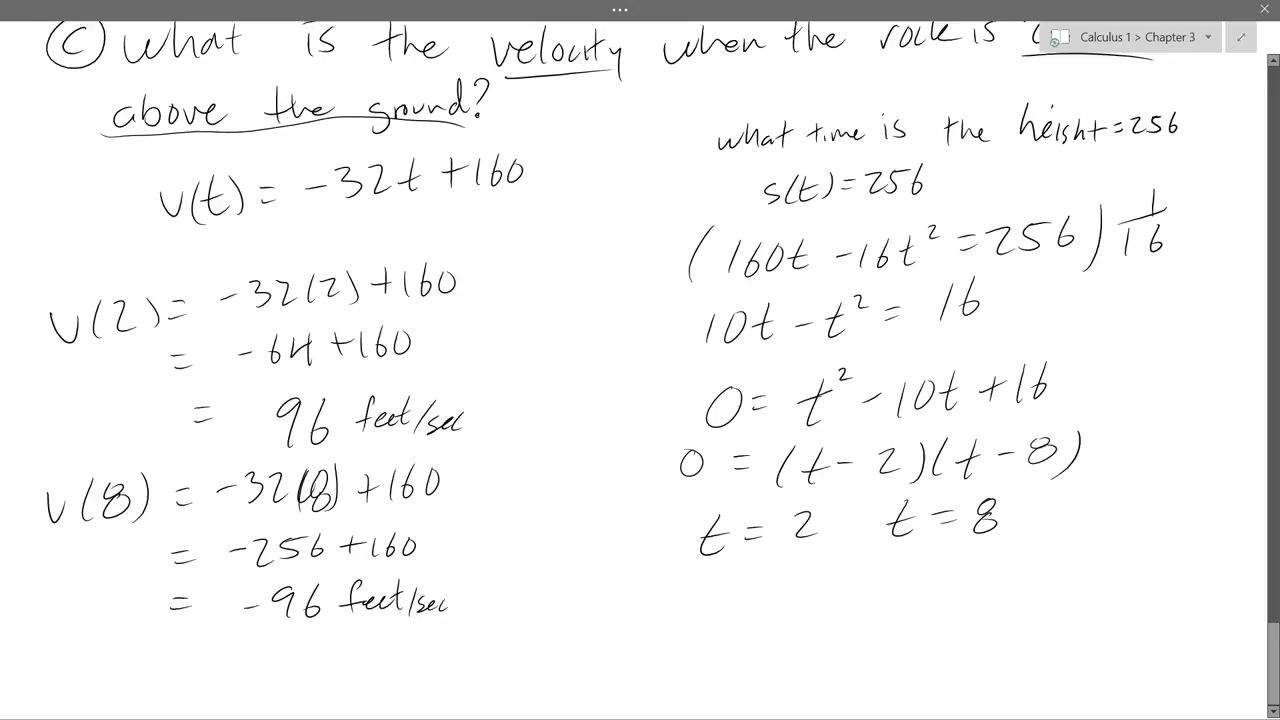 Calculus 1 > Chapter 3
(c) What is the velocity when the rock is
above the ground?
v(t) = -32t +160
v(2) = -32(2) +160
= -64 +160
= 96 feet/sec
v(8) = -32(8) +160
= -256 +160
= -96 feet/sec
what time is the height = 256
s(t) = 256
(160t - 16t² = 256) 1/16
10t - t² = 16
0 = t² - 10t + 16
0 = (t - 2)(t - 8)
t = 2 t = 8